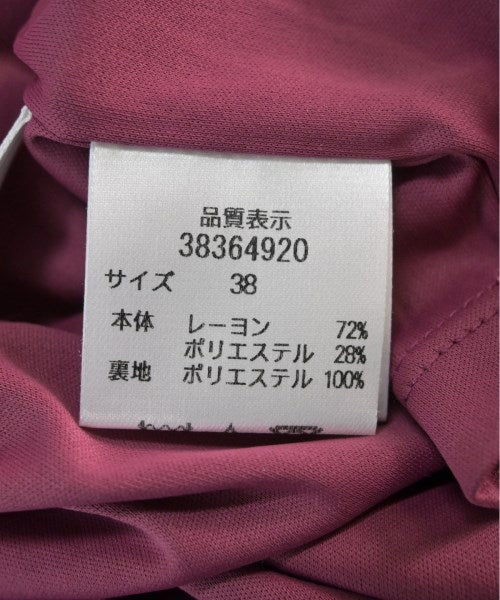 品質表示
38364920
サイズ 38
本体 レーヨン 72%
ポリエステル 28%
裏地 ポリエステル 100%